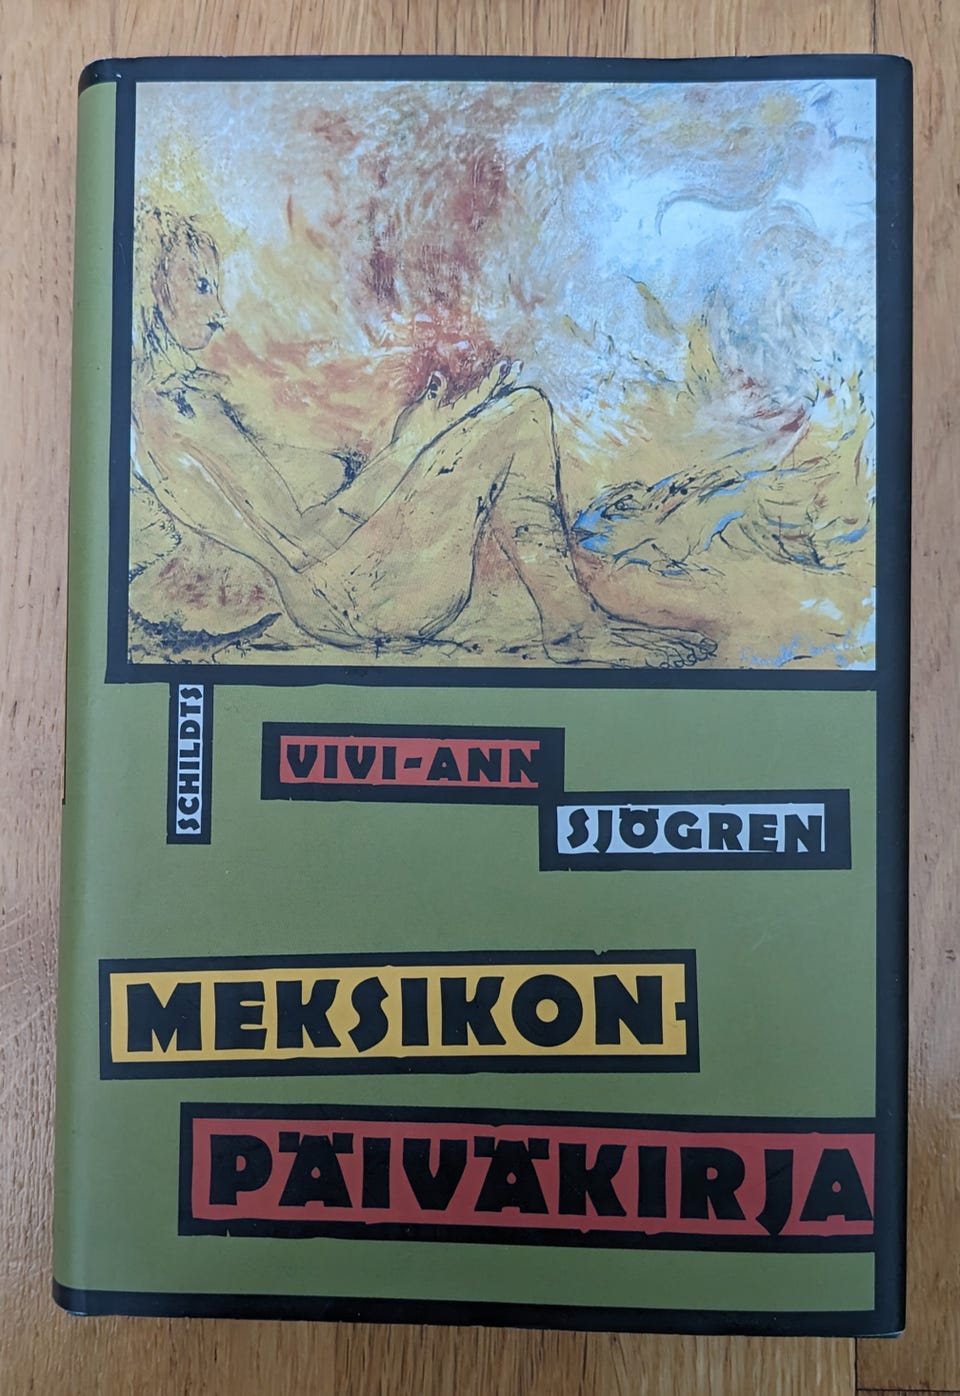 SCHILDTS
VIVI-ANN
SJÖGREN
MEKSIKON-
PÄIVÄKIRJA